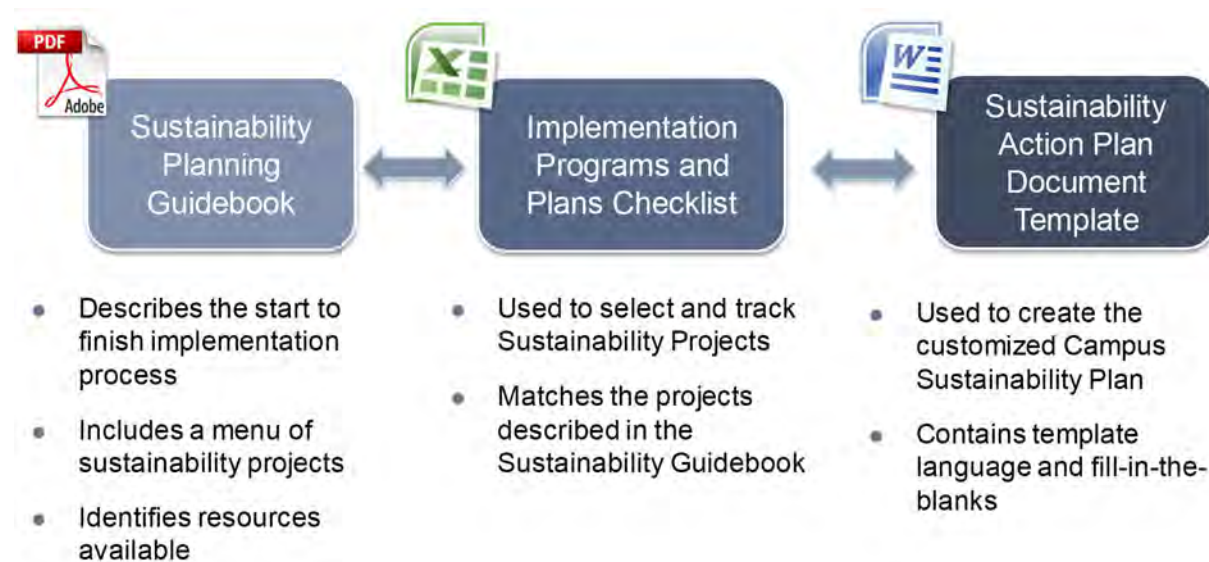 PDF
Adobe
Sustainability
Planning
Guidebook
Implementation
Programs and
Plans Checklist
Sustainability
Action Plan
Document
Template
• Describes the start to
finish implementation
process
• Includes a menu of
sustainability projects
• Identifies resources
available
• Used to select and track
Sustainability Projects
• Matches the projects
described in the
Sustainability Guidebook
• Used to create the
customized Campus
Sustainability Plan
• Contains template
language and fill-in-the-
blanks